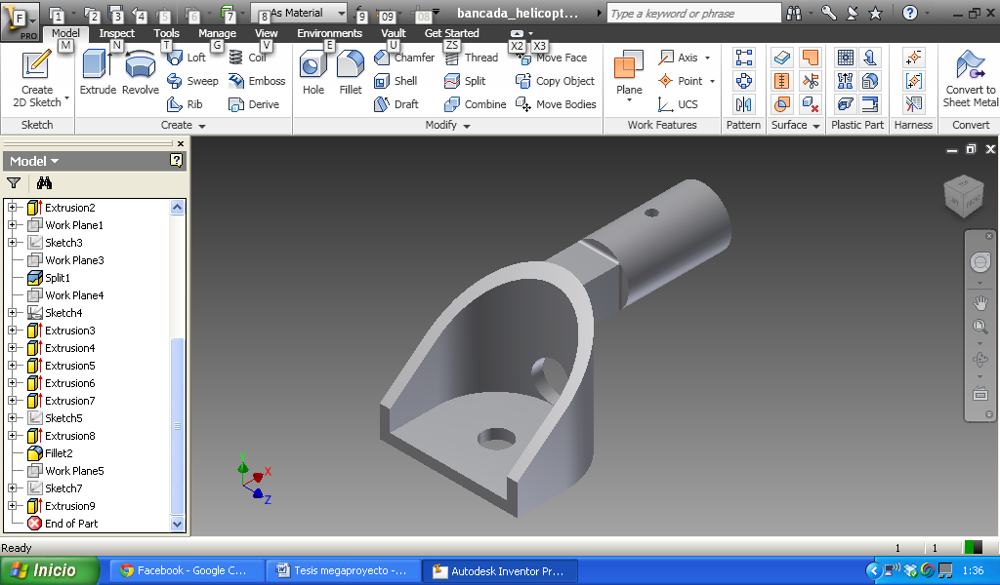 F PRO 1 2 3 4 5 6 7 8 As Material 9 09 08 bancada_helicopt... Type a keyword or phrase
Model Inspect Tools Manage View Environments Vault Get Started
M N T G V E U ZS X2 X3
Create 2D Sketch
Extrude Revolve
Loft Coil
Sweep Emboss
Rib Derive
Hole Fillet
Chamfer Thread Move Face
Shell Split Copy Object
Draft Combine Move Bodies
Plane
Axis
Point
UCS
Convert to Sheet Metal
Sketch Create Modify Work Features Pattern Surface Plastic Part Harness Convert
Model
Extrusion2
Work Plane1
Sketch3
Work Plane3
Split1
Work Plane4
Sketch4
Extrusion3
Extrusion4
Extrusion5
Extrusion6
Extrusion7
Sketch5
Extrusion8
Fillet2
Work Plane5
Sketch7
Extrusion9
End of Part
Y
X
Z
Ready 1 1
Inicio Facebook - Google C... Tesis megaproyecto -... Autodesk Inventor Pr... 1:36